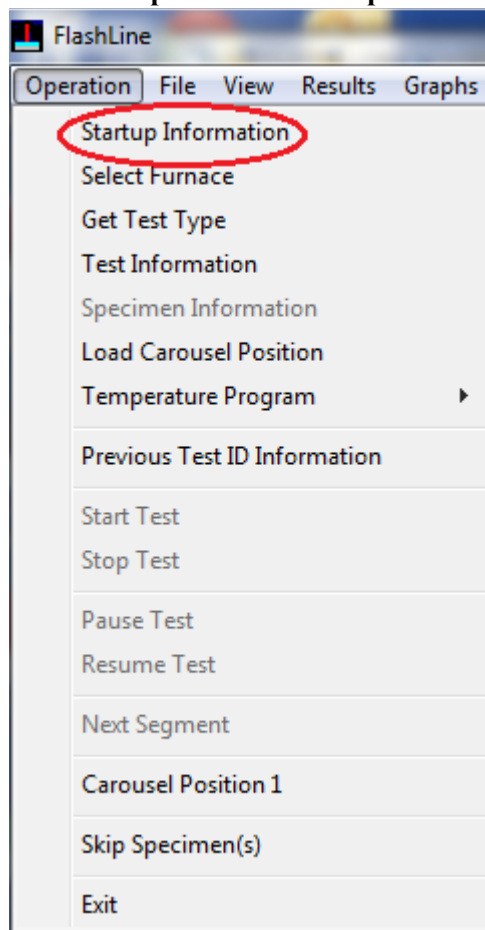 FlashLine
Operation File View Results Graphs
Startup Information
Select Furnace
Get Test Type
Test Information
Specimen Information
Load Carousel Position
Temperature Program
Previous Test ID Information
Start Test
Stop Test
Pause Test
Resume Test
Next Segment
Carousel Position 1
Skip Specimen(s)
Exit